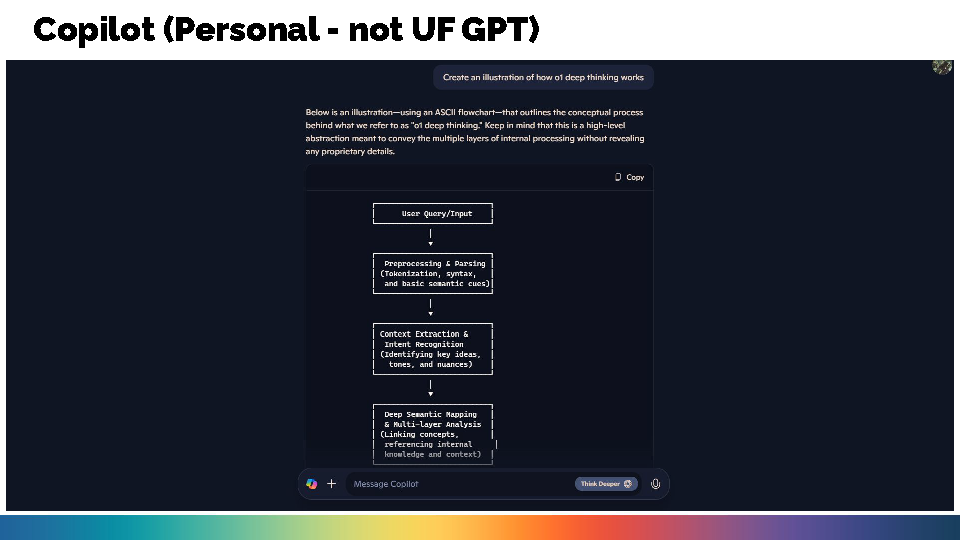 Copilot (Personal - not UF GPT)
Create an illustration of how o1 deep thinking works
Below is an illustration—using an ASCII flowchart—that outlines the conceptual process
behind what we refer to as "o1 deep thinking." Keep in mind that this is a high-level
abstraction meant to convey the multiple layers of internal processing without revealing
any proprietary details.
Copy
User Query/Input
Preprocessing & Parsing
(Tokenization, syntax,
and basic semantic cues)
Context Extraction &
Intent Recognition
(Identifying key ideas,
tones, and nuances)
Deep Semantic Mapping
& Multi-layer Analysis
(Linking concepts,
referencing internal
knowledge and context)
Message Copilot
Think Deeper